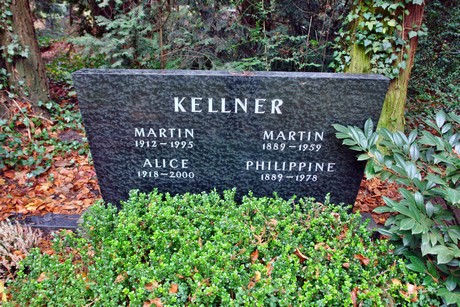 KELLNER
MARTIN
1912-1995
ALICE
1918-2000
MARTIN
1889-1959
PHILIPPINE
1889-1978